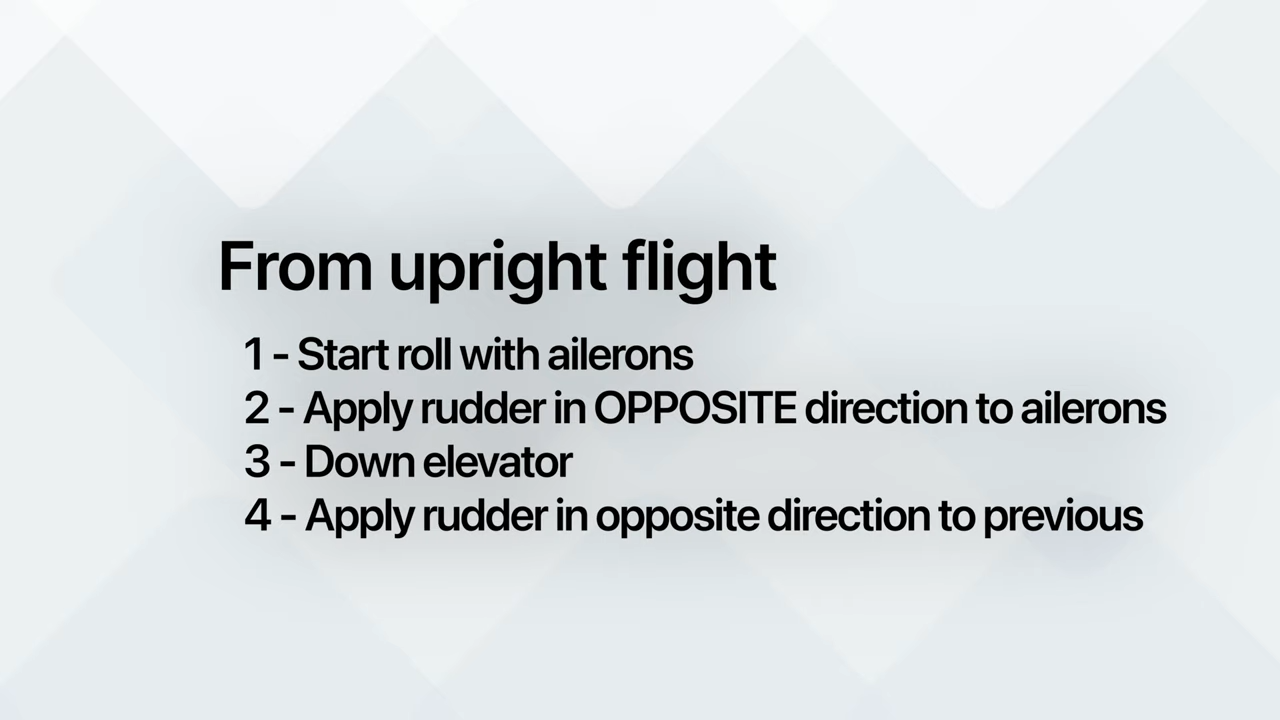 From upright flight
1 - Start roll with ailerons
2 - Apply rudder in OPPOSITE direction to ailerons
3 - Down elevator
4 - Apply rudder in opposite direction to previous